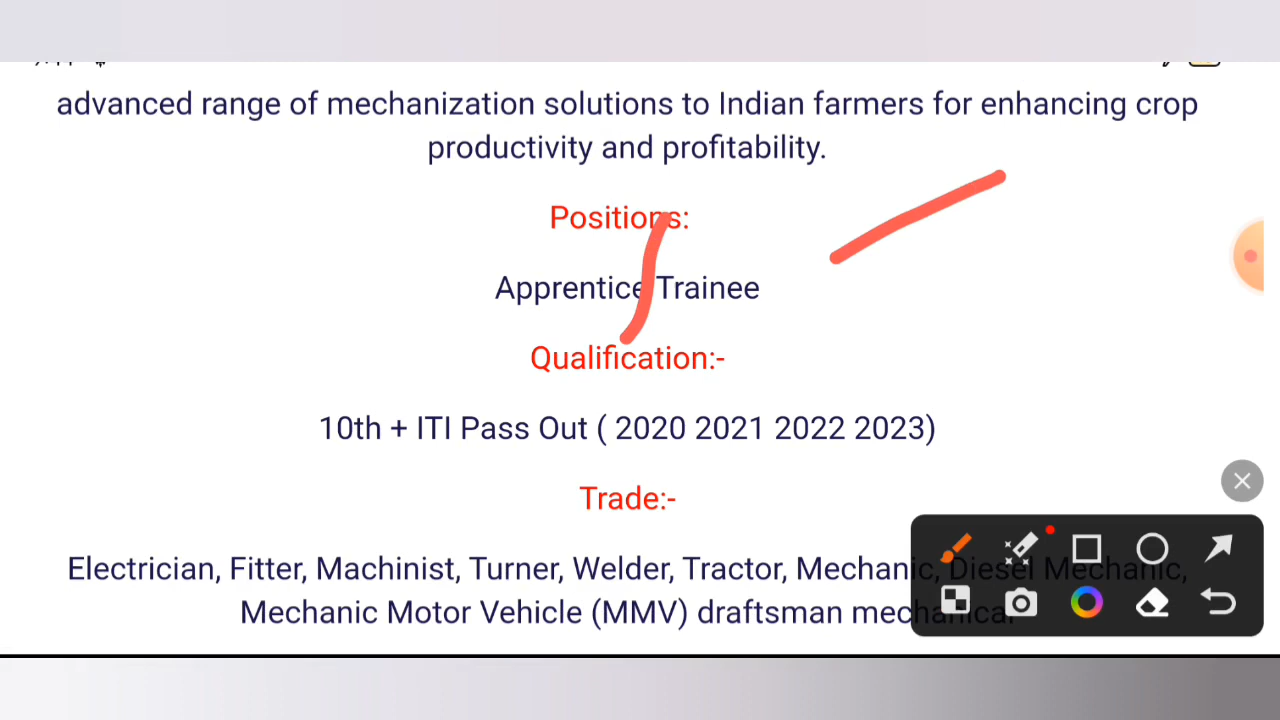 advanced range of mechanization solutions to Indian farmers for enhancing crop
productivity and profitability.
Positions:
Apprentice Trainee
Qualification:-
10th + ITI Pass Out ( 2020 2021 2022 2023)
Trade:-
Electrician, Fitter, Machinist, Turner, Welder, Tractor, Mechanic, Diesel Mechanic,
Mechanic Motor Vehicle (MMV) draftsman mechanical